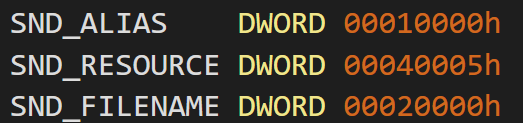 SND_ALIAS DWORD 00010000h
SND_RESOURCE DWORD 00040005h
SND_FILENAME DWORD 00020000h